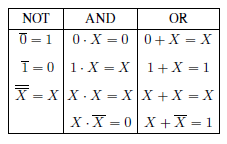 NOT AND OR
0̅ = 1 0 · X = 0 0 + X = X
1̅ = 0 1 · X = X 1 + X = 1
X̿ = X X · X = X X + X = X
X · X̅ = 0 X + X̅ = 1